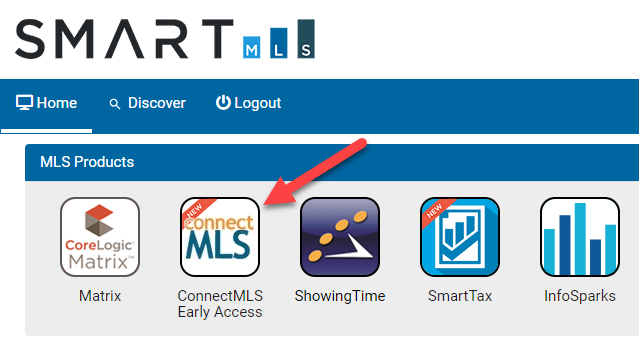 SMART MLS
Home Discover Logout
MLS Products
NEW
connect
MLS
NEW
CoreLogic
Matrix™
Matrix
ConnectMLS
Early Access
ShowingTime
SmartTax
InfoSparks